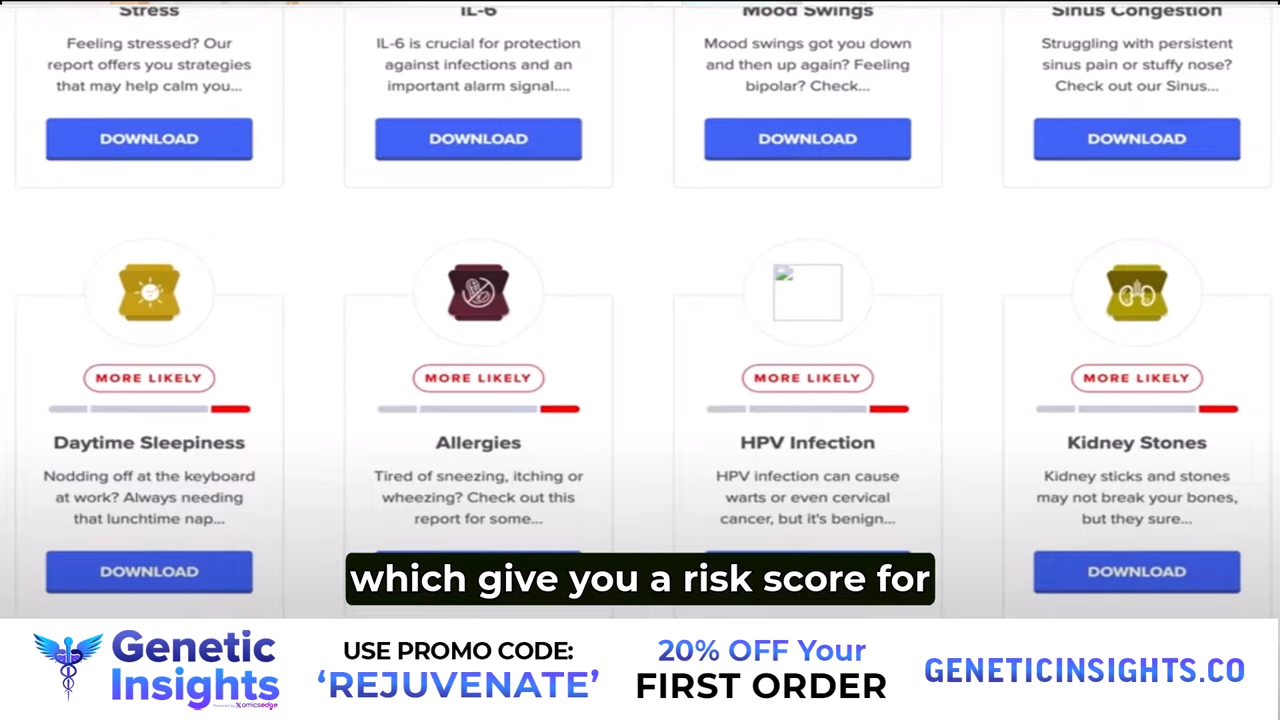 Stress
IL-6
Mood Swings
Sinus Congestion
Feeling stressed? Our
report offers you strategies
that may help calm you...
IL-6 is crucial for protection
against infections and an
important alarm signal....
Mood swings got you down
and then up again? Feeling
bipolar? Check...
Struggling with persistent
sinus pain or stuffy nose?
Check out our Sinus...
DOWNLOAD
DOWNLOAD
DOWNLOAD
DOWNLOAD
MORE LIKELY
MORE LIKELY
MORE LIKELY
MORE LIKELY
Daytime Sleepiness
Allergies
HPV Infection
Kidney Stones
Nodding off at the keyboard
at work? Always needing
that lunchtime nap...
Tired of sneezing, itching or
wheezing? Check out this
report for some...
HPV infection can cause
warts or even cervical
cancer, but it's benign...
Kidney sticks and stones
may not break your bones,
but they sure...
DOWNLOAD
DOWNLOAD
which give you a risk score for
Genetic
Insights
Powered by Xomicsedge
USE PROMO CODE:
‘REJUVENATE’
20% OFF Your
FIRST ORDER
GENETICINSIGHTS.CO